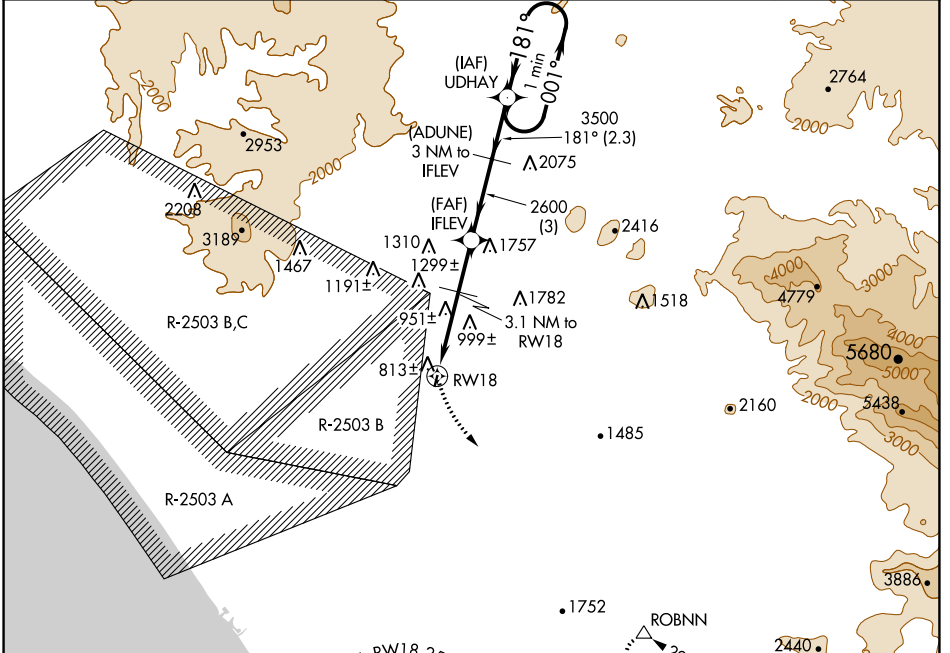 181°
1 min
001°
(IAF)
UDHAY
2764
2000
2000
3500
181° (2.3)
(ADUNE)
3 NM to
IFLEV
2953
2075
2000
2208
(FAF)
IFLEV
2600
(3)
2416
3189
1310
1757
1467
1299±
4000
3000
1191±
1782
1518
4779
R-2503 B,C
951±
3.1 NM to
RW18
999±
4000
5680
813±
RW18
5000
2000
2160
5438
R-2503 B
1485
3000
R-2503 A
3886
1752
ROBNN
2440
RW18